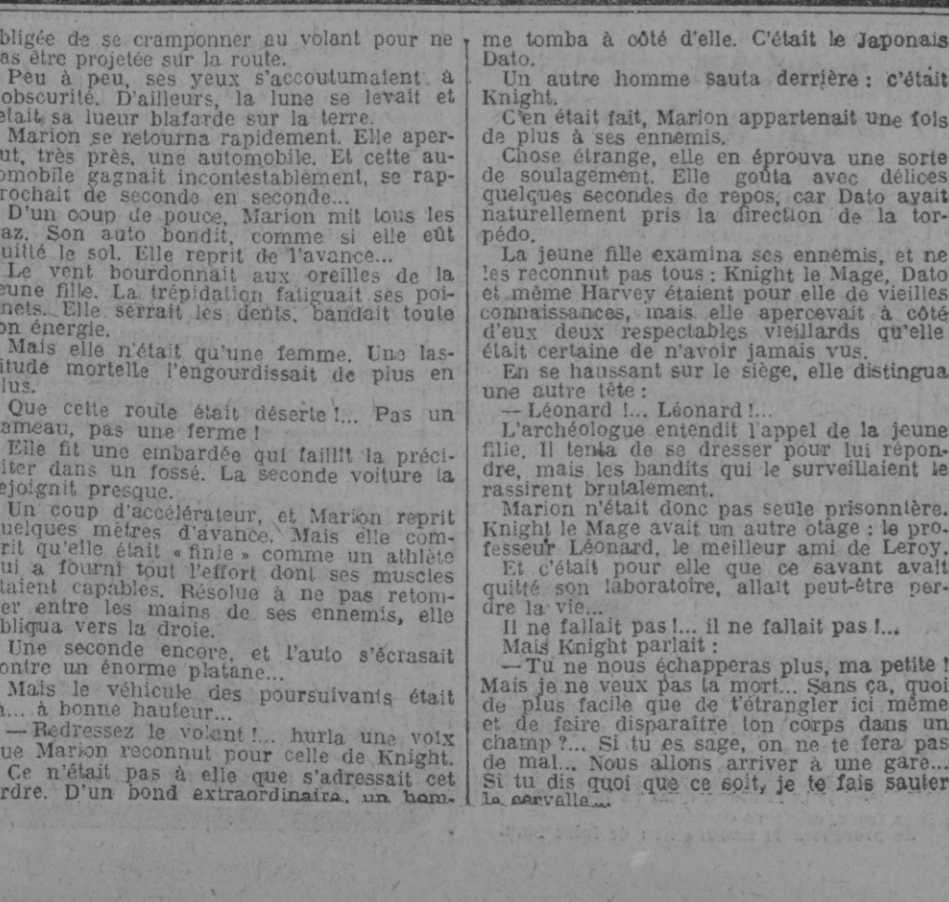 bligée de se cramponner au volant pour ne
as être projetée sur la route.
Peu à peu, ses yeux s'accoutumaient à
obscurité. D'ailleurs, la lune se levait et
etait sa lueur blafarde sur la terre.
Marion se retourna rapidement. Elle aper-
ut, très près, une automobile. Et cette au-
omobile gagnait incontestablement, se rap-
rochait de seconde en seconde...
D'un coup de pouce, Marion mit tous les
az. Son auto bondit, comme si elle eût
uitté le sol. Elle reprit de l'avance...
Le vent bourdonnait aux oreilles de la
eune fille. La trépidation fatiguait ses poi-
nets. Elle serrait les dents, bandait toute
on énergie.
Mais elle n'était qu'une femme. Une las-
itude mortelle l'engourdissait de plus en
lus.
Que cette route était déserte !... Pas un
ameau, pas une ferme !
Elle fit une embardée qui faillit la préci-
iter dans un fossé. La seconde voiture la
ejoignit presque.
Un coup d'accélérateur, et Marion reprit
uelques mètres d'avance. Mais elle com-
rit qu'elle était « finie » comme un athlète
ui a fourni tout l'effort dont ses muscles
taient capables. Résolue à ne pas retom-
er entre les mains de ses ennemis, elle
bliqua vers la droie.
Une seconde encore, et l'auto s'écrasait
ontre un énorme platane...
Mais le véhicule des poursuivants était
à... à bonne hauteur...
— Redressez le volant !... hurla une voix
ue Marion reconnut pour celle de Knight.
Ce n'était pas à elle que s'adressait cet
rdre. D'un bond extraordinaire, un hom-
me tomba à côté d'elle. C'était le Japonais
Dato.
Un autre homme sauta derrière : c'était
Knight.
C'en était fait, Marion appartenait une fois
de plus à ses ennemis.
Chose étrange, elle en éprouva une sorte
de soulagement. Elle goûta avec délices
quelques secondes de repos, car Dato avait
naturellement pris la direction de la tor-
pédo.
La jeune fille examina ses ennemis, et ne
les reconnut pas tous : Knight le Mage, Dato
et même Harvey étaient pour elle de vieilles
connaissances, mais elle apercevait à côté
d'eux deux respectables vieillards qu'elle
était certaine de n'avoir jamais vus.
En se haussant sur le siège, elle distingua
une autre tête :
— Léonard !... Léonard !...
L'archéologue entendit l'appel de la jeune
fille. Il tenta de se dresser pour lui répon-
dre, mais les bandits qui le surveillaient le
rassirent brutalement.
Marion n'était donc pas seule prisonnière.
Knight le Mage avait un autre otage : le pro-
fesseur Léonard, le meilleur ami de Leroy.
Et c'était pour elle que ce savant avait
quitté son laboratoire, allait peut-être per-
dre la vie...
Il ne fallait pas !... il ne fallait pas !...
Mais Knight parlait :
— Tu ne nous échapperas plus, ma petite !
Mais je ne veux pas ta mort... Sans ça, quoi
de plus facile que de t'étrangler ici même
et de faire disparaître ton corps dans un
champ ?... Si tu es sage, on ne te fera pas
de mal... Nous allons arriver à une gare...
Si tu dis quoi que ce soit, je te fais sauter
la cervelle...